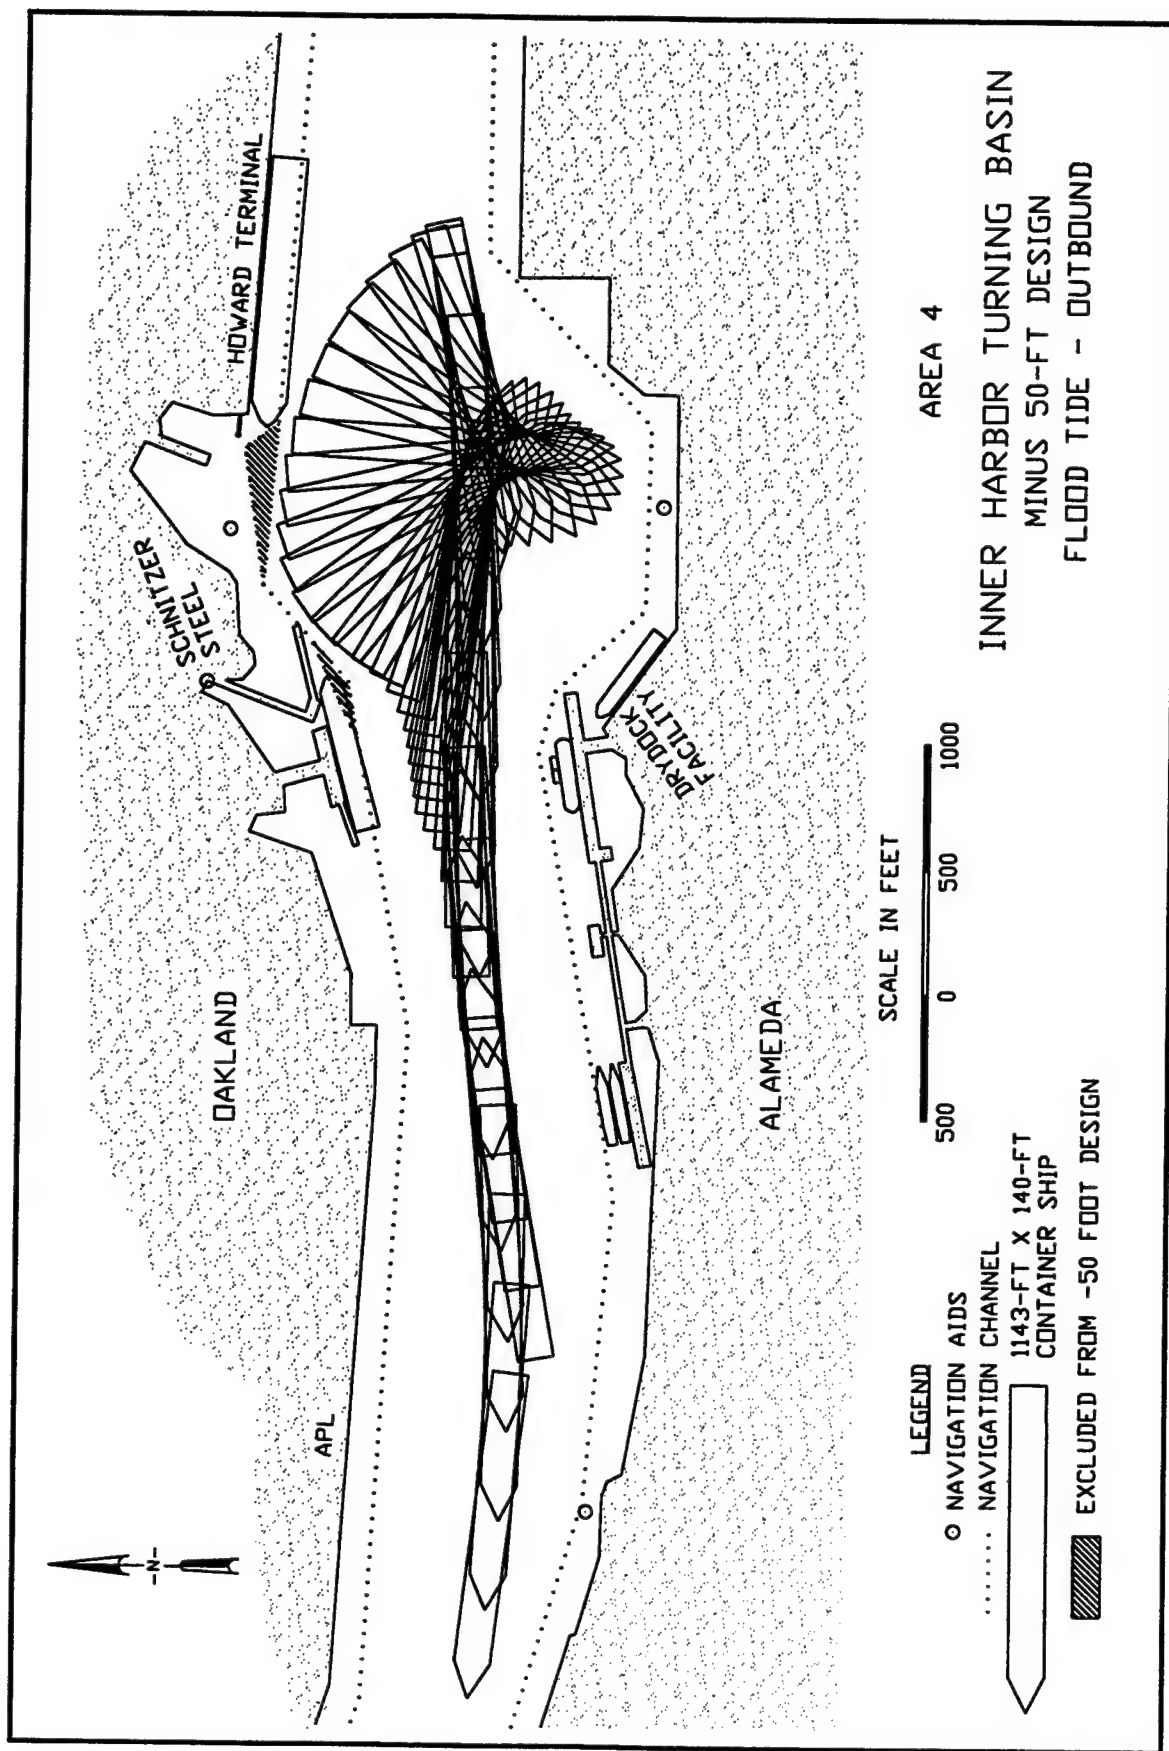 HOWARD TERMINAL
SCHNITZER
STEEL
OAKLAND
APL
-N-
DRYDOCK
FACILITY
ALAMEDA
SCALE IN FEET
500 0 500 1000
AREA 4
INNER HARBOR TURNING BASIN
MINUS 50-FT DESIGN
FLOOD TIDE - OUTBOUND
LEGEND
NAVIGATION AIDS
NAVIGATION CHANNEL
1143-FT X 140-FT
CONTAINER SHIP
EXCLUDED FROM -50 FOOT DESIGN